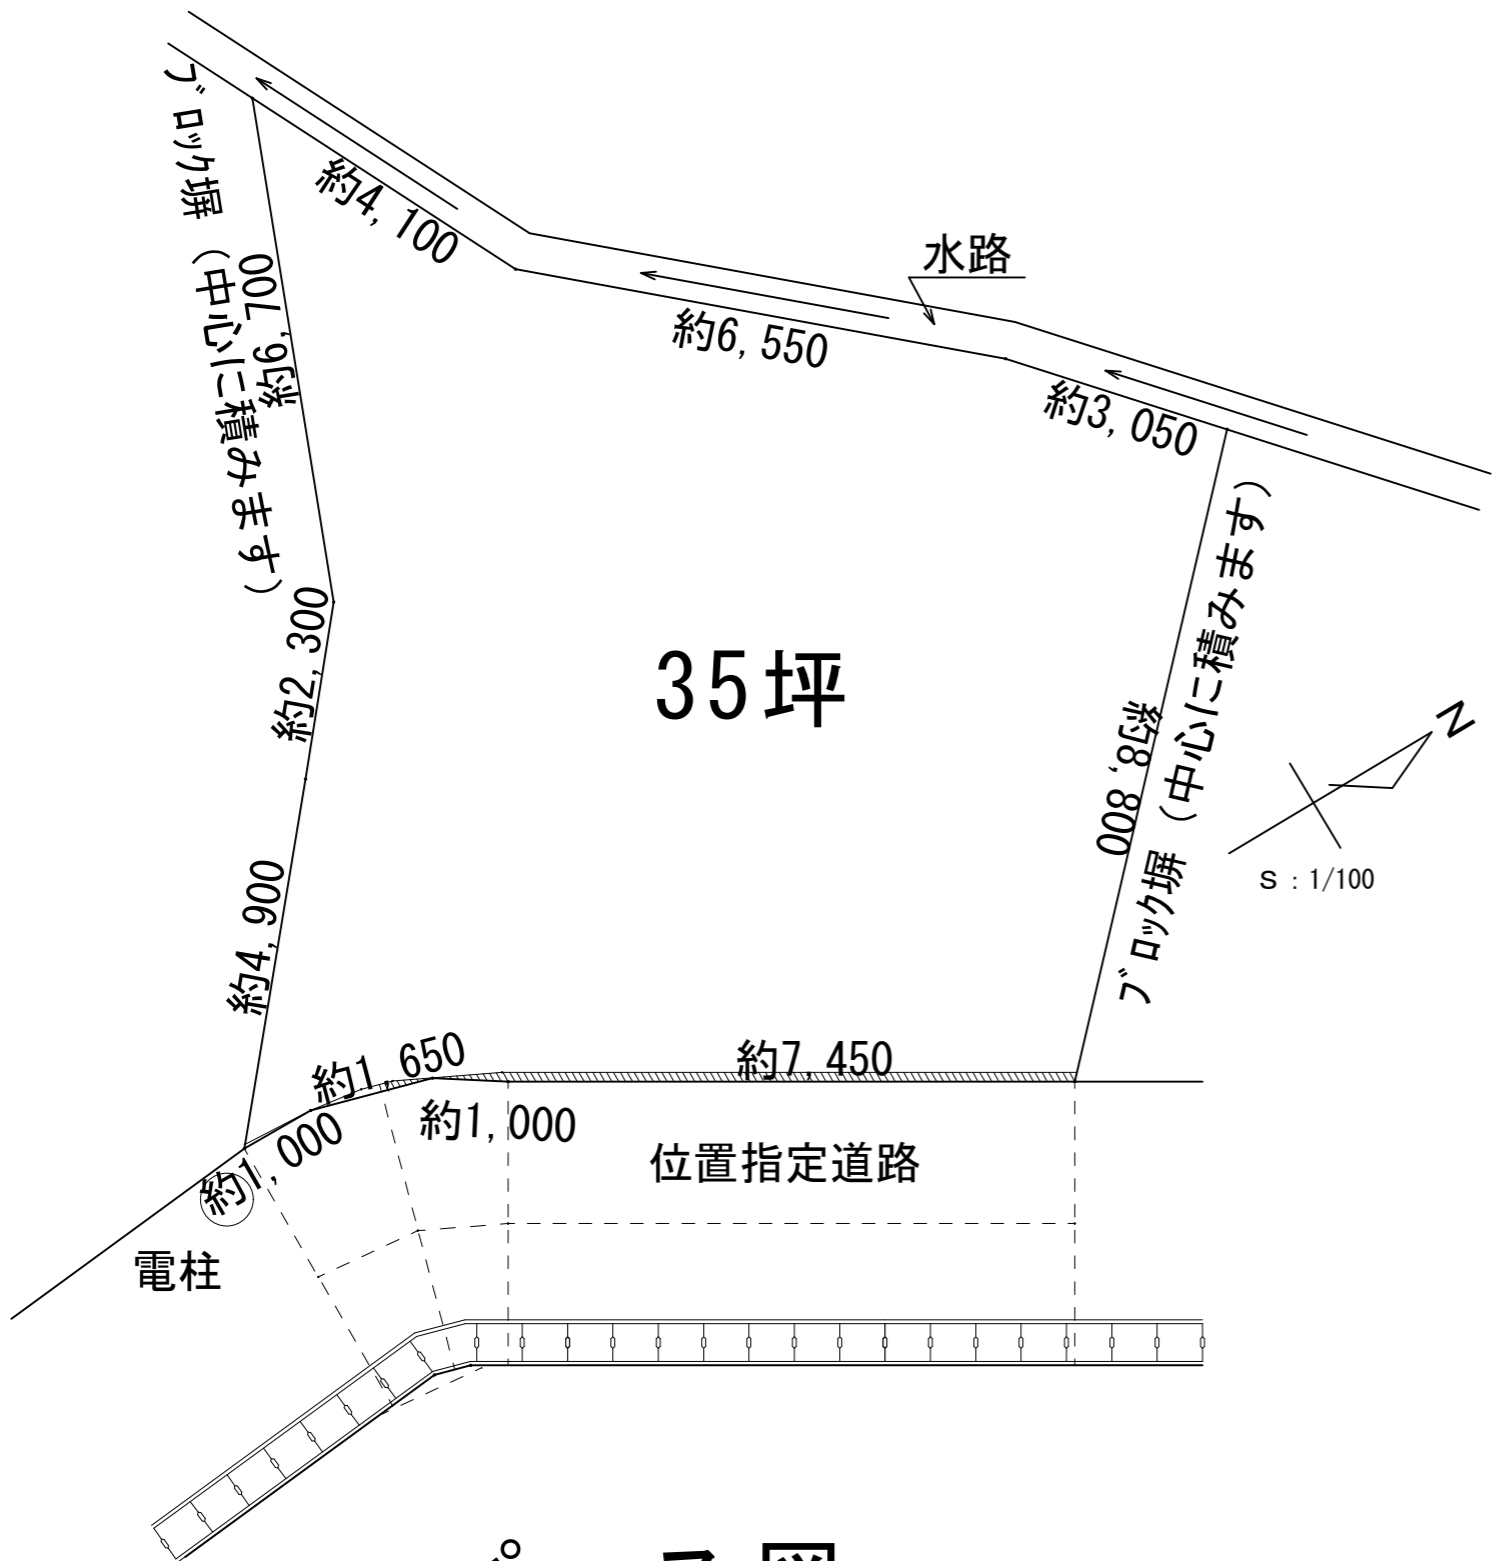 ブロック塀（中心に積みます）
約4,100
水路
約6,550
約3,050
約6,700
約2,300
35坪
約8,800
ブロック塀（中心に積みます）
N
S：1/100
約4,900
約1,650
約7,450
約1,000
約1,000
位置指定道路
電柱